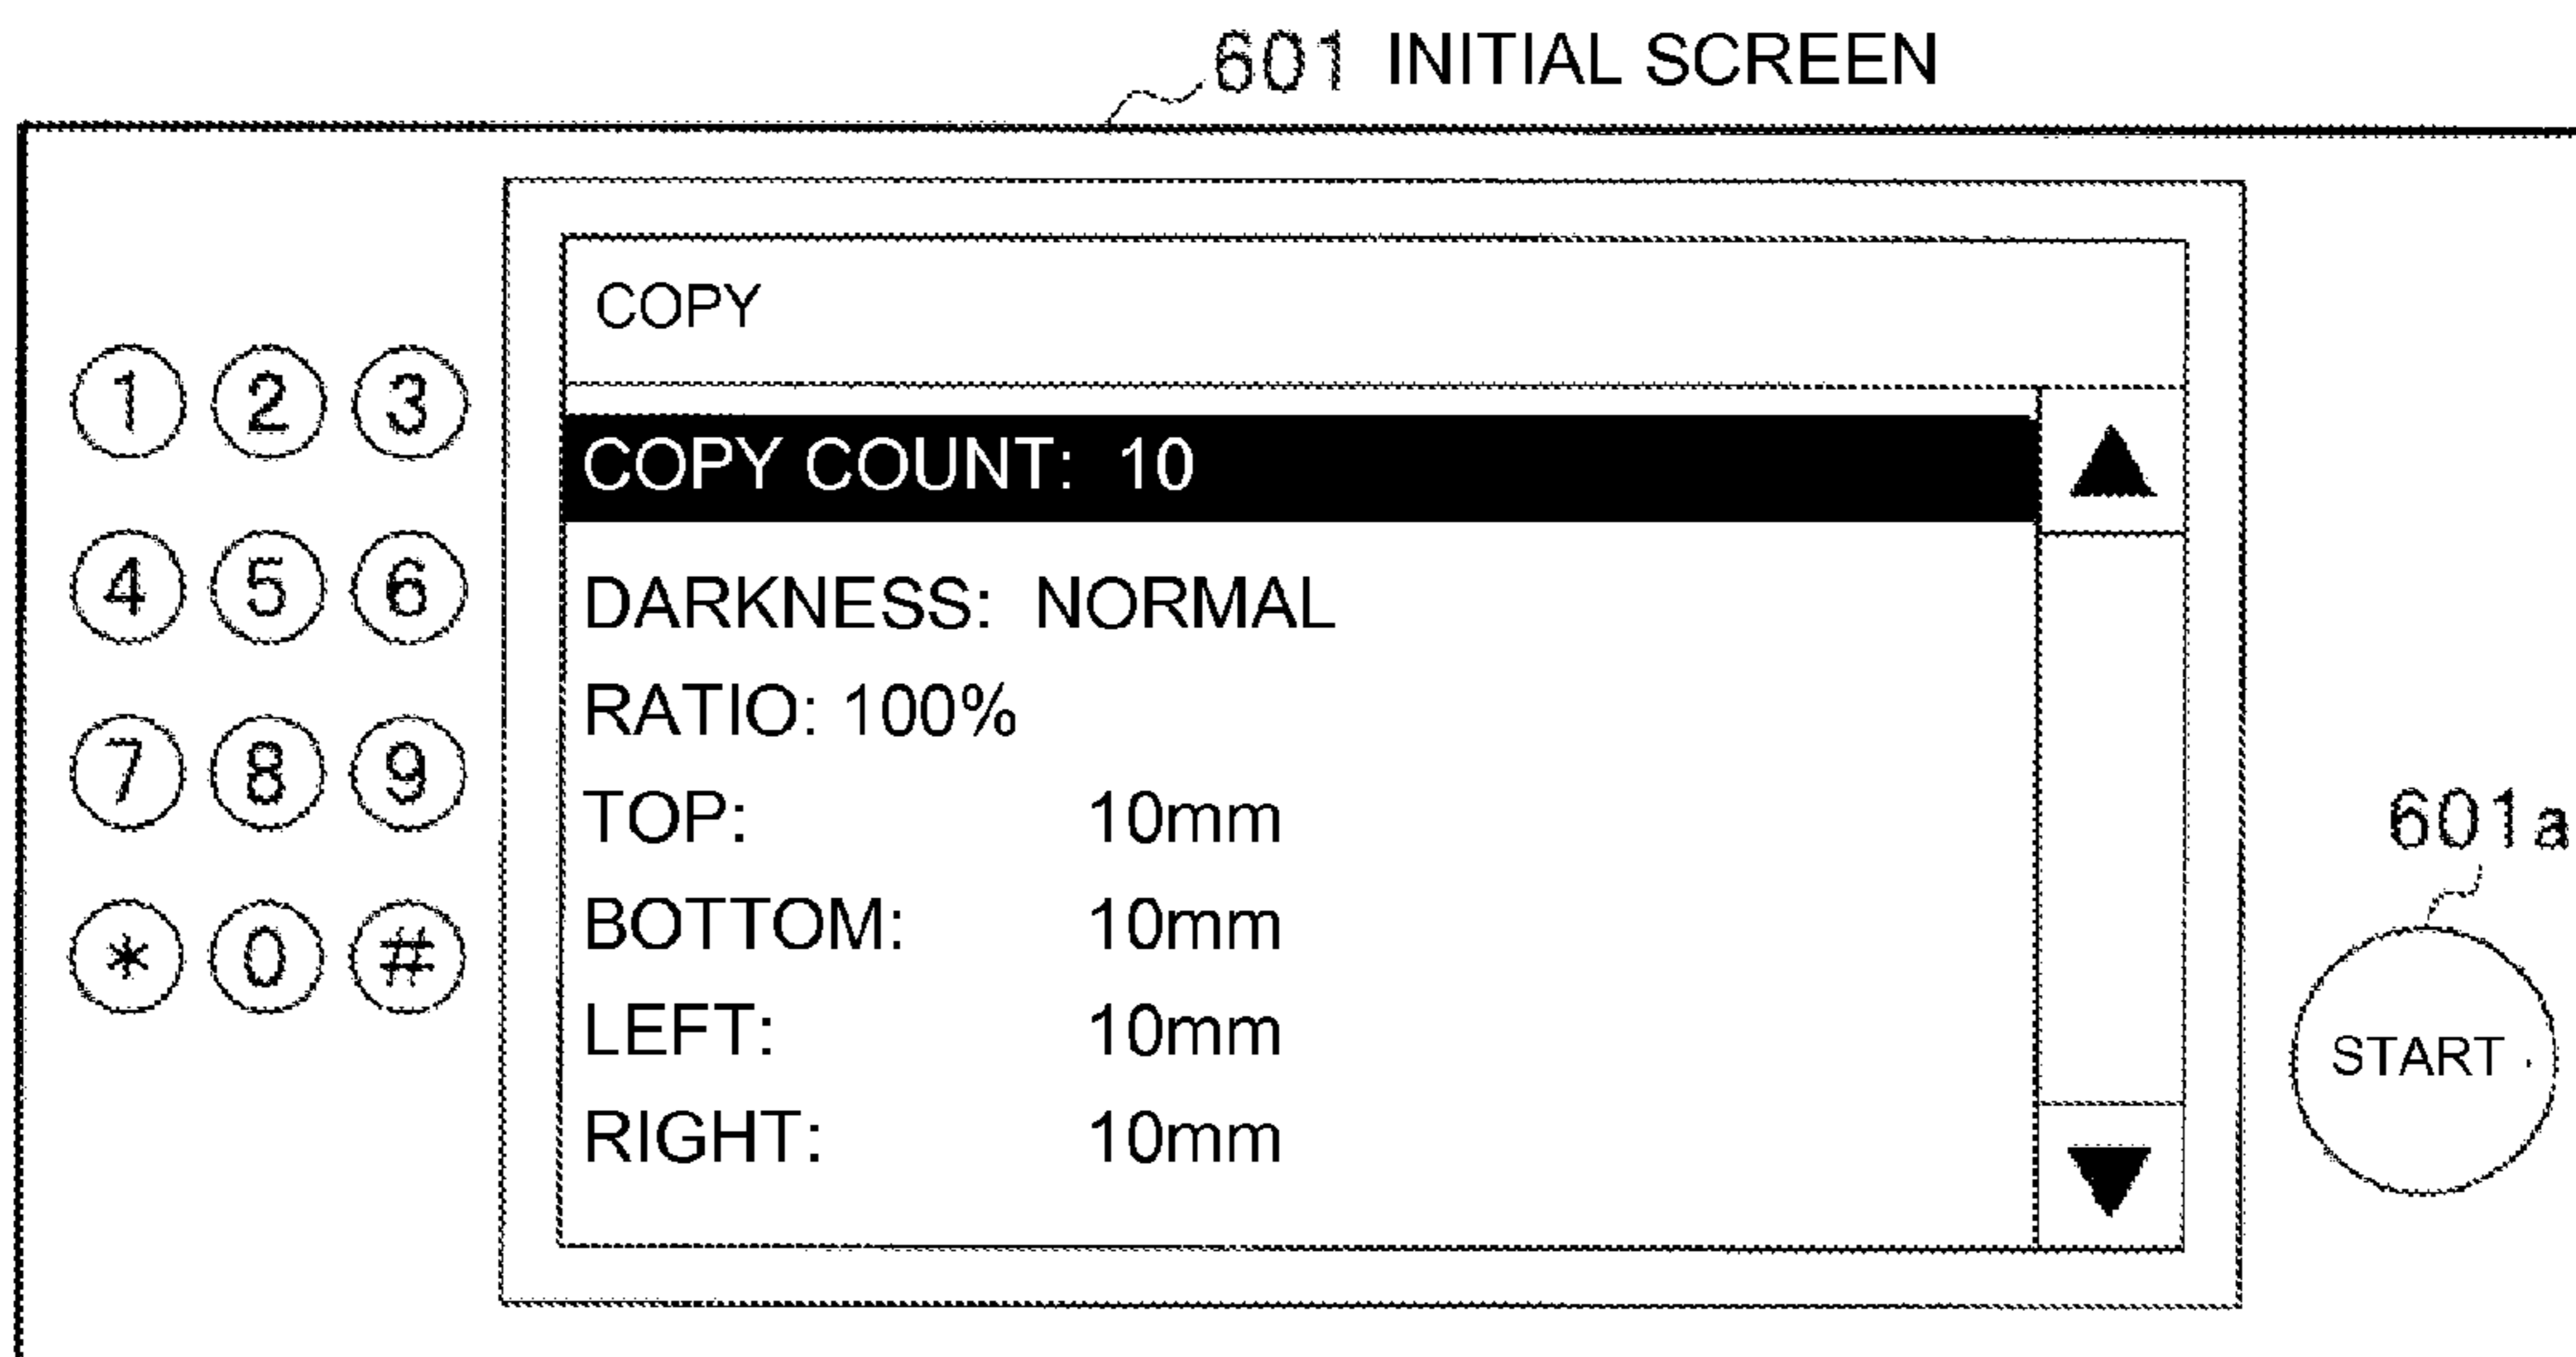 601 INITIAL SCREEN
COPY
1 2 3
COPY COUNT: 10
4 5 6
DARKNESS: NORMAL
RATIO: 100%
7 8 9
TOP: 10mm
601a
BOTTOM: 10mm
* 0 #
LEFT: 10mm
START
RIGHT: 10mm